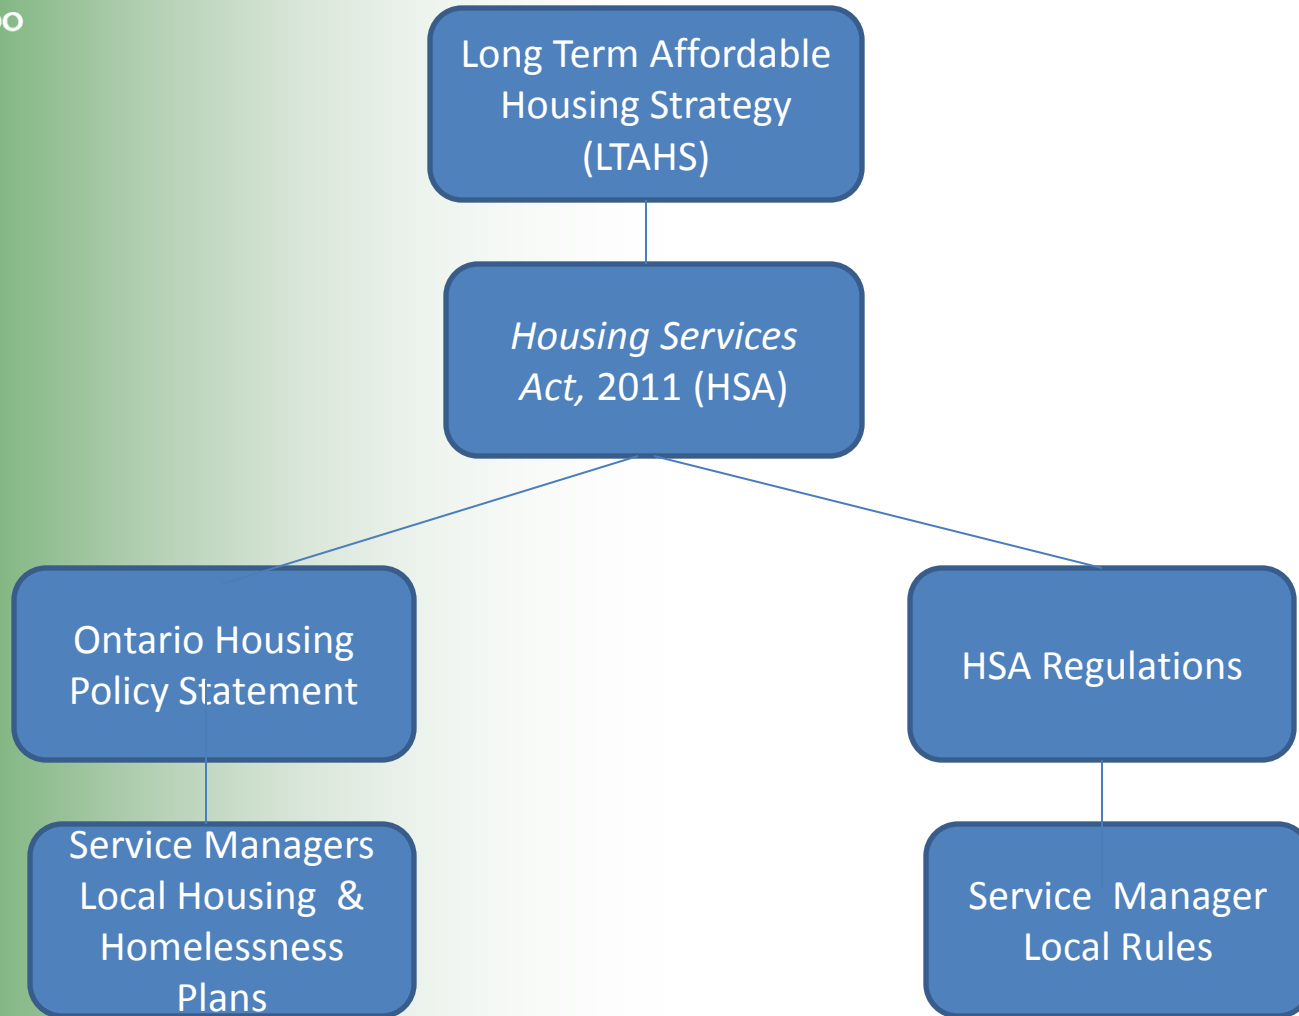 Long Term Affordable
Housing Strategy
(LTAHS)
Housing Services
Act, 2011 (HSA)
Ontario Housing
Policy Statement
HSA Regulations
Service Managers
Local Housing &
Homelessness
Plans
Service Manager
Local Rules